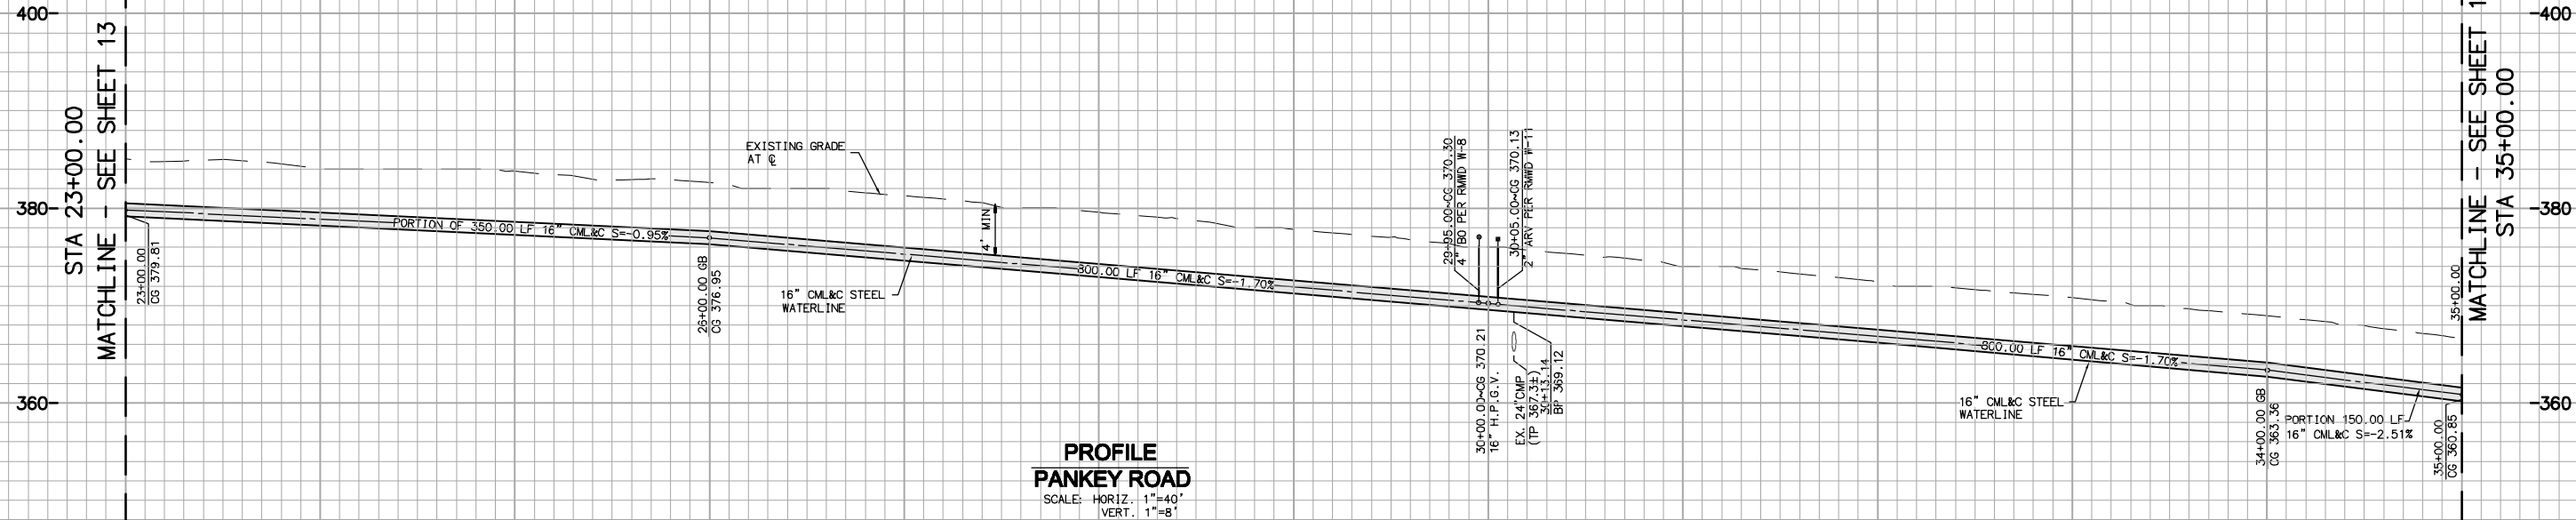 400
STA 23+00.00
MATCHLINE - SEE SHEET 13
380
360
23+00.00
CG 379.81
PORTION OF 350.00 LF 16" CML&C S=-0.95%
26+00.00 GB
CG 376.95
EXISTING GRADE
AT ℄
16" CML&C STEEL
WATERLINE
4' MIN
800.00 LF 16" CML&C S=-1.70%
29+95.00~CG 370.30
4" BO PER RMWD W-8
30+05.00~CG 370.13
2" ARV PER RMWD W-11
30+00.00~CG 370.21
16" H.P.G.V.
EX. 24"CMP
(TP 367.3±)
30+13.14
BP 369.12
800.00 LF 16" CML&C S=-1.70%
16" CML&C STEEL
WATERLINE
34+00.00 GB
CG 363.36
PORTION 150.00 LF
16" CML&C S=-2.51%
35+00.00
CG 360.85
35+00.00
MATCHLINE - SEE SHEET
STA 35+00.00
400
380
360
PROFILE
PANKEY ROAD
SCALE: HORIZ. 1"=40'
VERT. 1"=8'